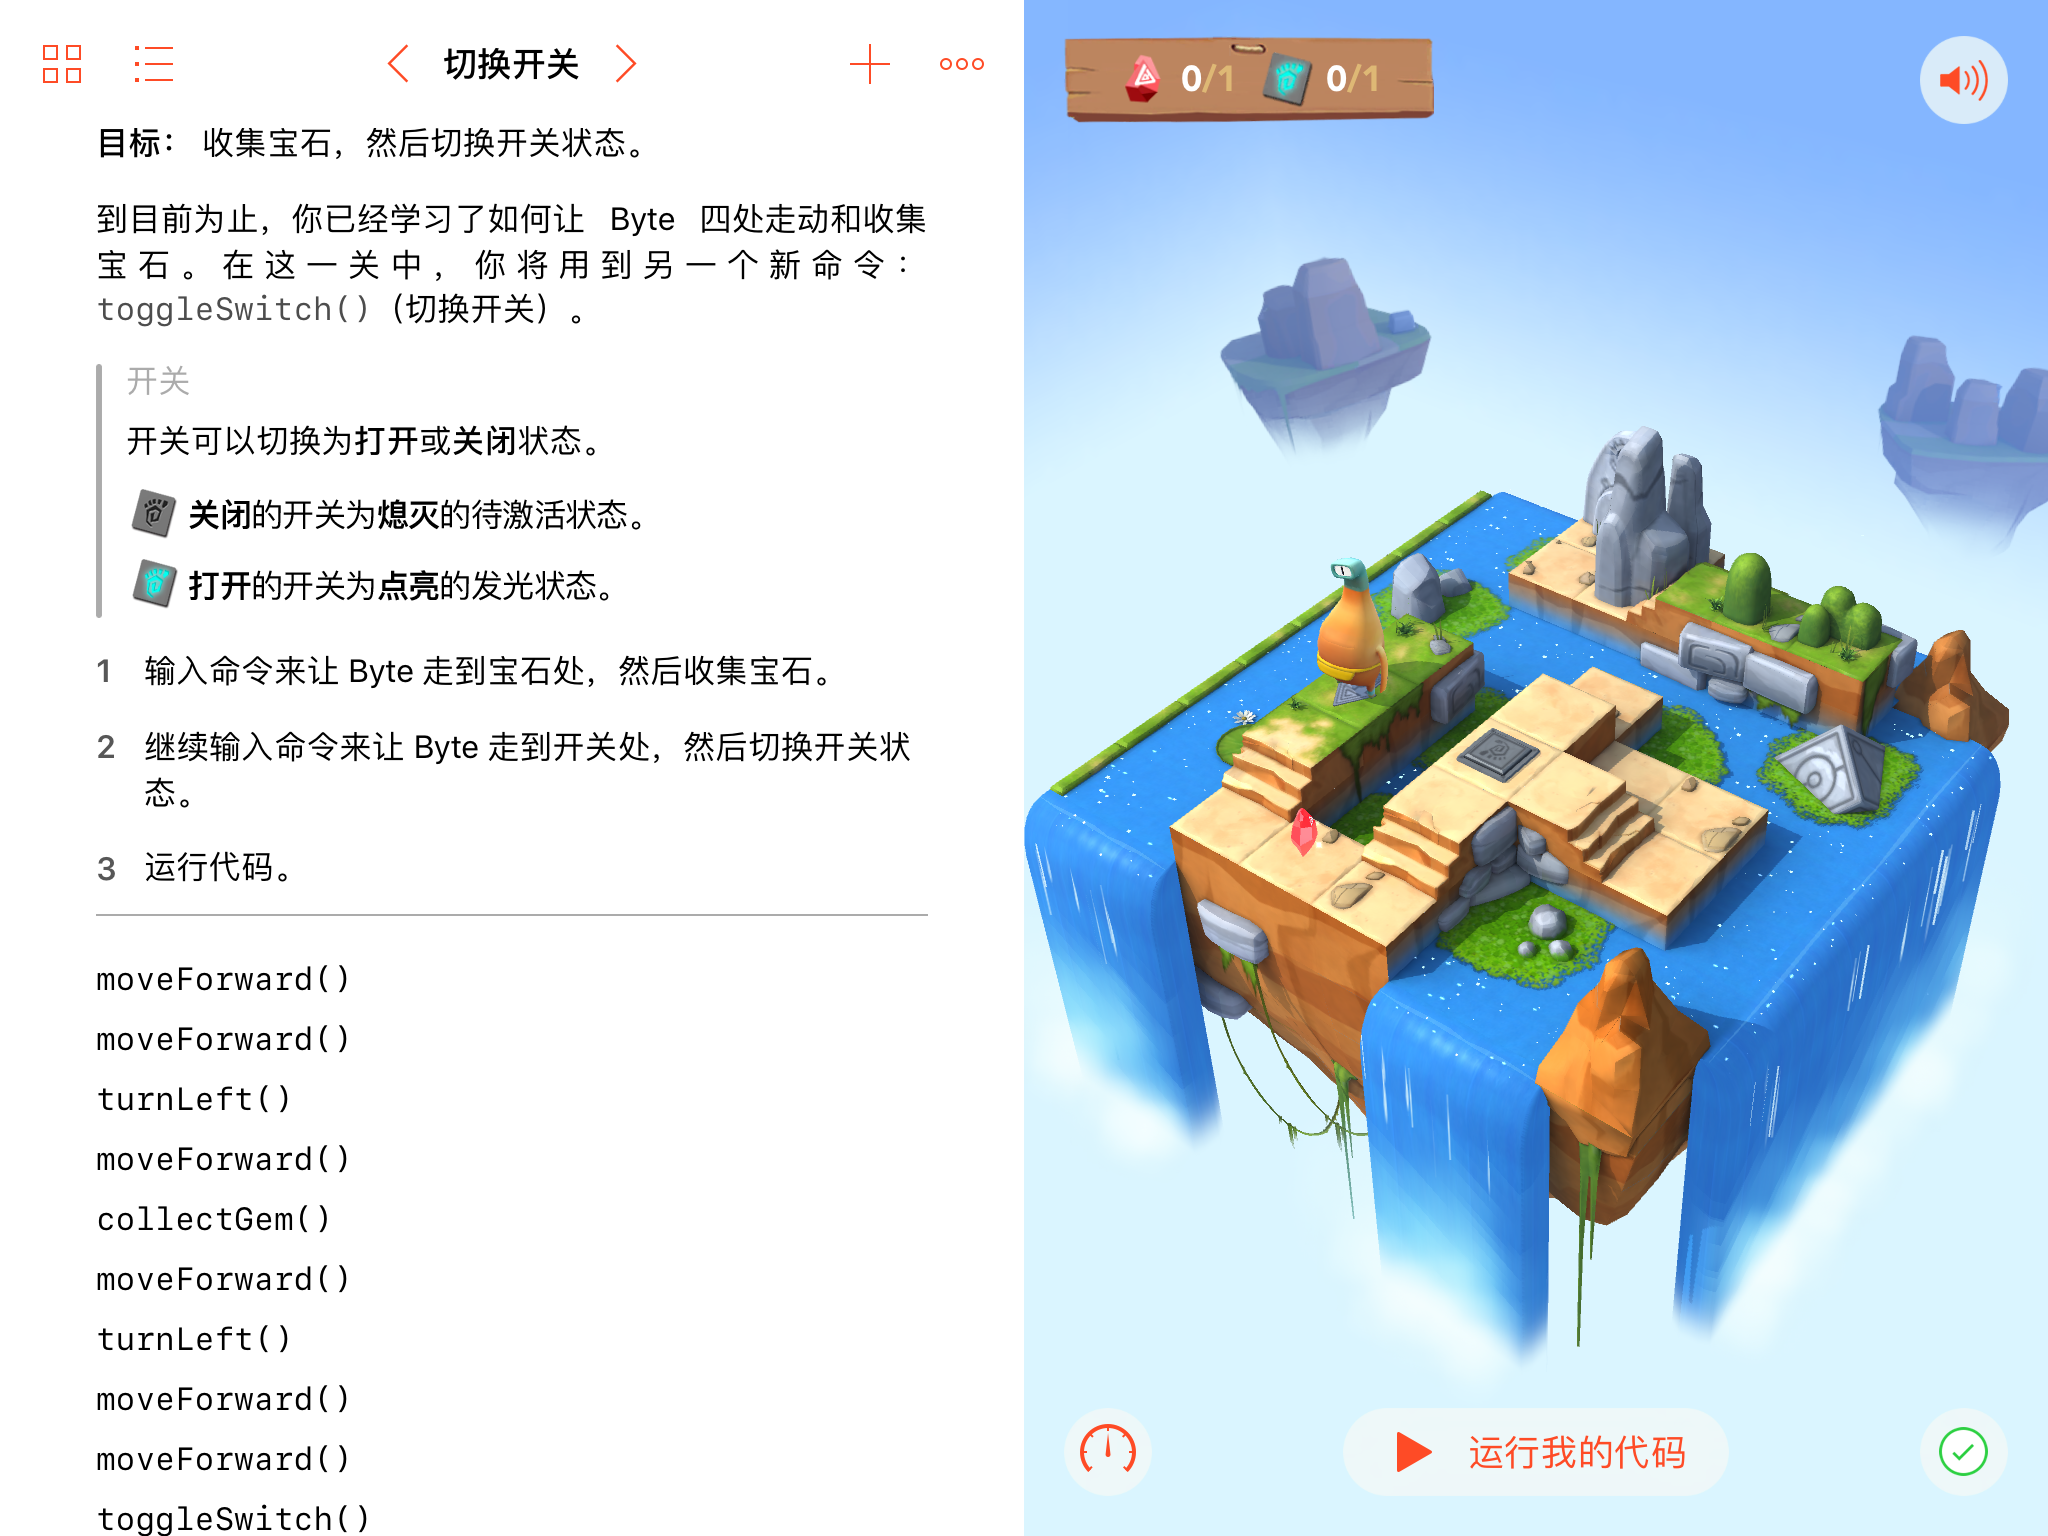 切换开关
目标： 收集宝石，然后切换开关状态。
到目前为止，你已经学习了如何让 Byte 四处走动和收集
宝石。在这一关中，你将用到另一个新命令：
toggleSwitch()（切换开关）。
开关
开关可以切换为打开或关闭状态。
关闭的开关为熄灭的待激活状态。
打开的开关为点亮的发光状态。
1 输入命令来让 Byte 走到宝石处，然后收集宝石。
2 继续输入命令来让 Byte 走到开关处，然后切换开关状
态。
3 运行代码。
moveForward()
moveForward()
turnLeft()
moveForward()
collectGem()
moveForward()
turnLeft()
moveForward()
moveForward()
toggleSwitch()
0/1 0/1
运行我的代码